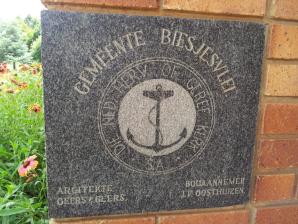 GEMEENTE BIESJESVLEI
DIE NED. HERV. OF GEREF. KERK
S.A.
ARGITEKTE
GEERS & GEERS.
BOUAANNEMER
J.P. OOSTHUIZEN.